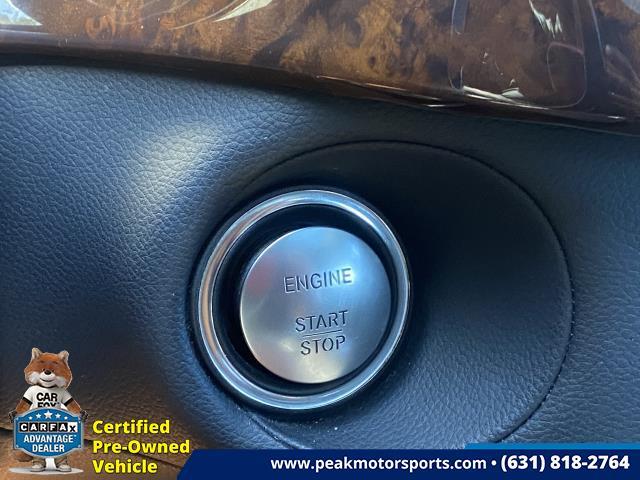 ENGINE
START
STOP
CAR
FOX
CARFAX
ADVANTAGE
DEALER
Certified
Pre-Owned
Vehicle
www.peakmotorsports.com • (631) 818-2764